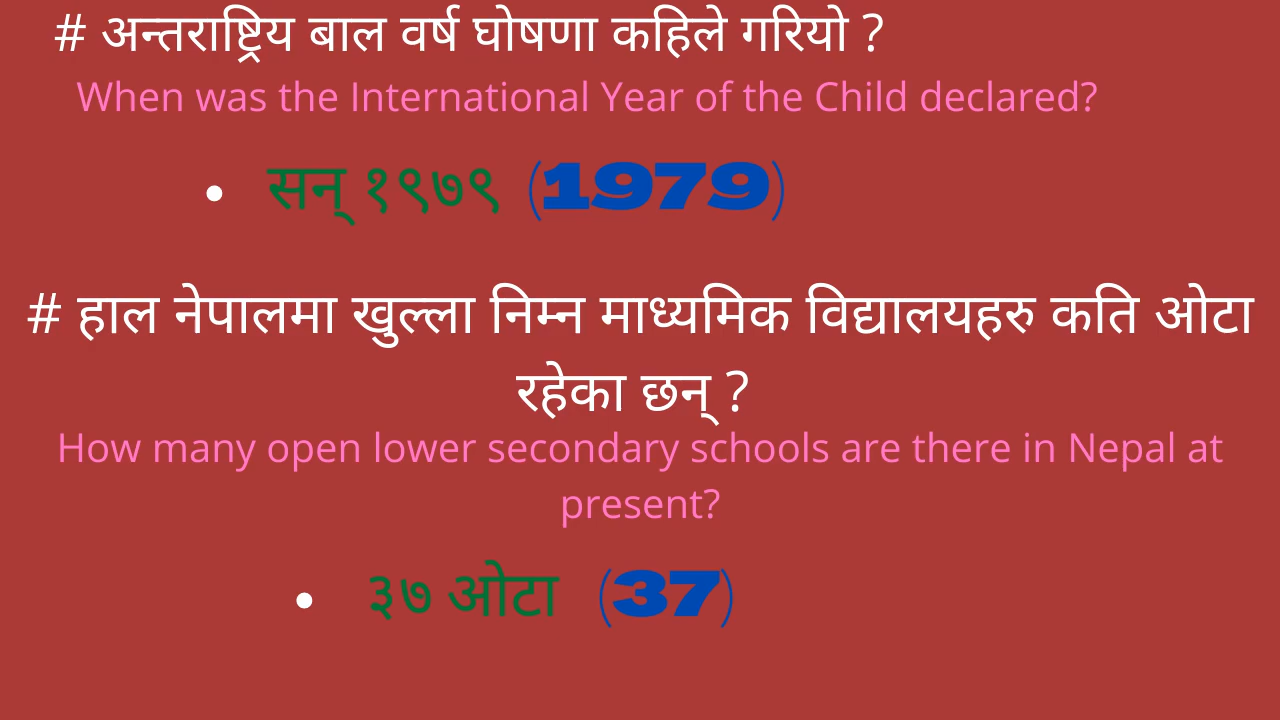 # अन्तराष्ट्रिय बाल वर्ष घोषणा कहिले गरियो ?
When was the International Year of the Child declared?
• सन् १९७९ (1979)
# हाल नेपालमा खुल्ला निम्न माध्यमिक विद्यालयहरु कति ओटा
रहेका छन् ?
How many open lower secondary schools are there in Nepal at
present?
• ३७ ओटा (37)